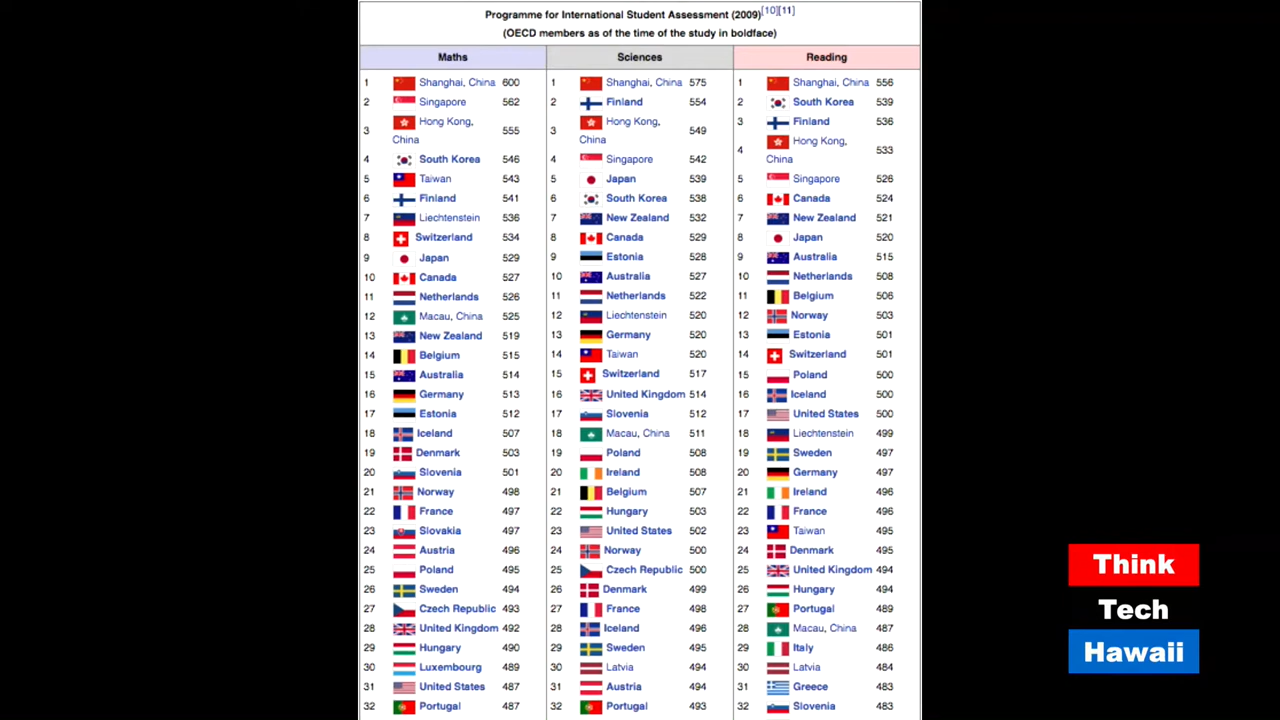 Programme for International Student Assessment (2009)[10][11]
(OECD members as of the time of the study in boldface)
Maths Sciences Reading
1 Shanghai, China 600 1 Shanghai, China 575 1 Shanghai, China 556
2 Singapore 562 2 Finland 554 2 South Korea 539
3 Hong Kong, China 555 3 Hong Kong, China 549 3 Finland 536
4 South Korea 546 4 Singapore 542 4 Hong Kong, China 533
5 Taiwan 543 5 Japan 539 5 Singapore 526
6 Finland 541 6 South Korea 538 6 Canada 524
7 Liechtenstein 536 7 New Zealand 532 7 New Zealand 521
8 Switzerland 534 8 Canada 529 8 Japan 520
9 Japan 529 9 Estonia 528 9 Australia 515
10 Canada 527 10 Australia 527 10 Netherlands 508
11 Netherlands 526 11 Netherlands 522 11 Belgium 506
12 Macau, China 525 12 Liechtenstein 520 12 Norway 503
13 New Zealand 519 13 Germany 520 13 Estonia 501
14 Belgium 515 14 Taiwan 520 14 Switzerland 501
15 Australia 514 15 Switzerland 517 15 Poland 500
16 Germany 513 16 United Kingdom 514 16 Iceland 500
17 Estonia 512 17 Slovenia 512 17 United States 500
18 Iceland 507 18 Macau, China 511 18 Liechtenstein 499
19 Denmark 503 19 Poland 508 19 Sweden 497
20 Slovenia 501 20 Ireland 508 20 Germany 497
21 Norway 498 21 Belgium 507 21 Ireland 496
22 France 497 22 Hungary 503 22 France 496
23 Slovakia 497 23 United States 502 23 Taiwan 495
24 Austria 496 24 Norway 500 24 Denmark 495
25 Poland 495 25 Czech Republic 500 25 United Kingdom 494
26 Sweden 494 26 Denmark 499 26 Hungary 494
27 Czech Republic 493 27 France 498 27 Portugal 489
28 United Kingdom 492 28 Iceland 496 28 Macau, China 487
29 Hungary 490 29 Sweden 495 29 Italy 486
30 Luxembourg 489 30 Latvia 494 30 Latvia 484
31 United States 487 31 Austria 494 31 Greece 483
32 Portugal 487 32 Portugal 493 32 Slovenia 483
Think
Tech
Hawaii